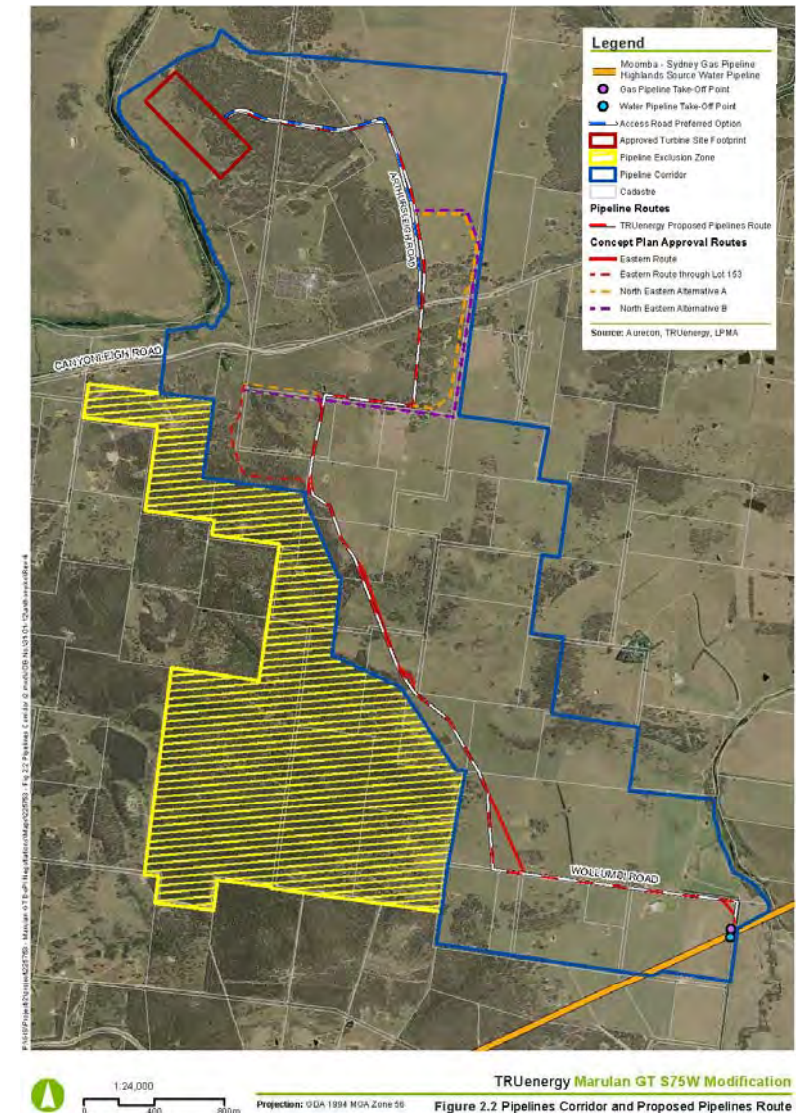 Legend
Moomba - Sydney Gas Pipeline
Highlands Source Water Pipeline
Gas Pipeline Take-Off Point
Water Pipeline Take-Off Point
Access Road Preferred Option
Approved Turbine Site Footprint
Pipeline Exclusion Zone
Pipeline Corridor
Cadastre
Pipeline Routes
TRUenergy Proposed Pipelines Route
Concept Plan Approval Routes
Eastern Route
Eastern Route through Lot 153
North Eastern Alternative A
North Eastern Alternative B
Source: Aurecon, TRUenergy, LPMA
ARTHURSLEIGH ROAD
CANYONLEIGH ROAD
WOLLUMBI ROAD
TRUenergy Marulan GT S75W Modification
1:24,000
0 400 800m
Projection: GDA 1994 MGA Zone 56
Figure 2.2 Pipelines Corridor and Proposed Pipelines Route